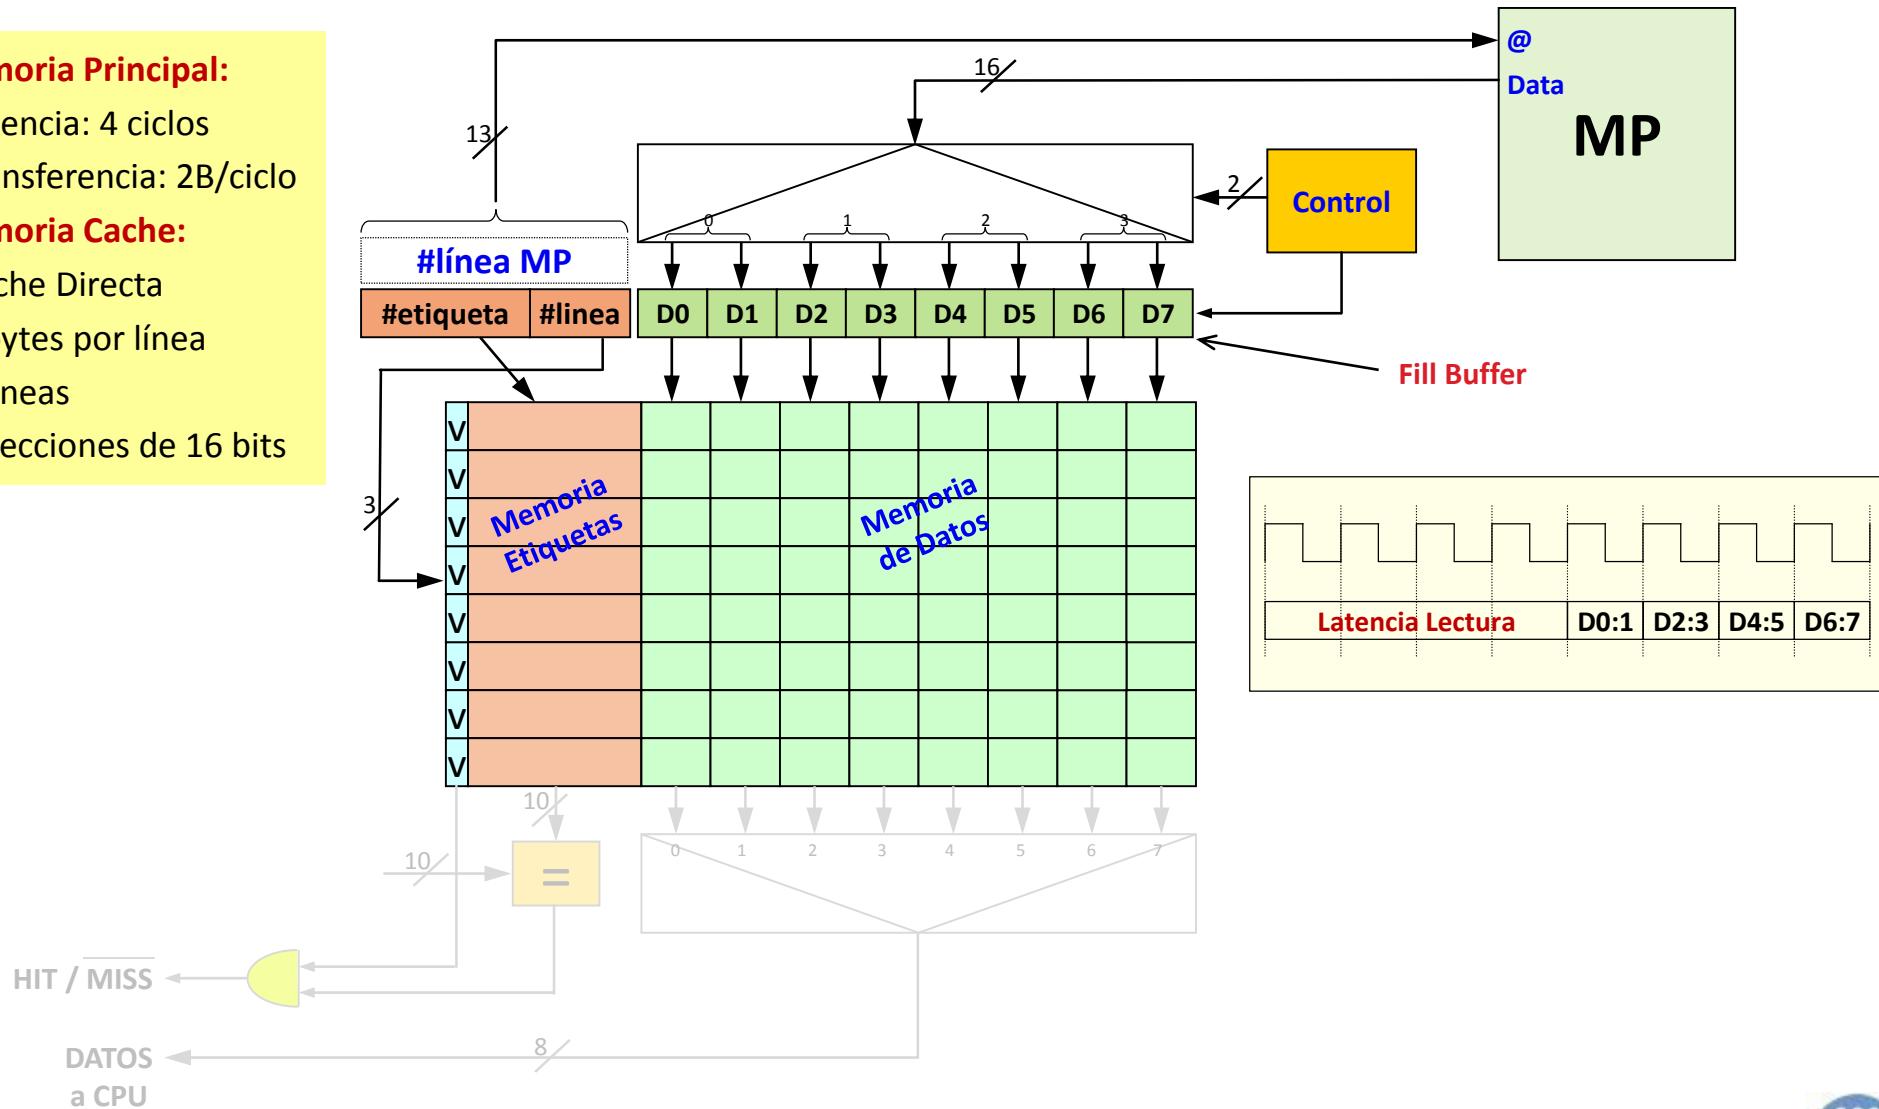 moria Principal:
encia: 4 ciclos
nsferencia: 2B/ciclo
moria Cache:
che Directa
ytes por línea
neas
ecciones de 16 bits
@
Data
MP
16
13
2
Control
#línea MP
0 1 2 3
#etiqueta #linea D0 D1 D2 D3 D4 D5 D6 D7
Fill Buffer
3
V
V
V
V
V
V
V
V
Memoria
Etiquetas
Memoria
de Datos
Latencia Lectura D0:1 D2:3 D4:5 D6:7
10
10
=
0 1 2 3 4 5 6 7
HIT / MISS
8
DATOS
a CPU